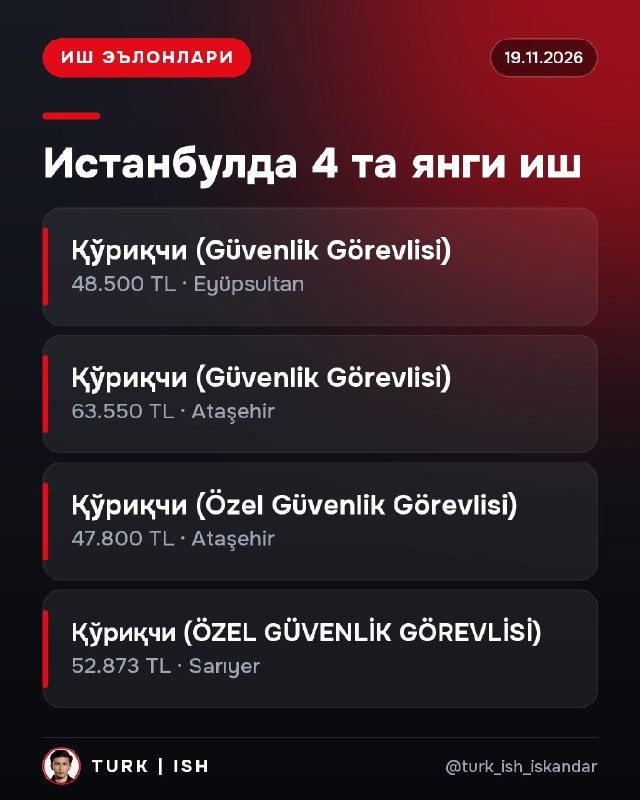 ИШ ЭЪЛОНЛАРИ
19.11.2026
Истанбулда 4 та янги иш
Қўриқчи (Güvenlik Görevlisi)
48.500 TL · Eyüpsultan
Қўриқчи (Güvenlik Görevlisi)
63.550 TL · Ataşehir
Қўриқчи (Özel Güvenlik Görevlisi)
47.800 TL · Ataşehir
Қўриқчи (ÖZEL GÜVENLİK GÖREVLİSİ)
52.873 TL · Sarıyer
TURK | ISH
@turk_ish_iskandar